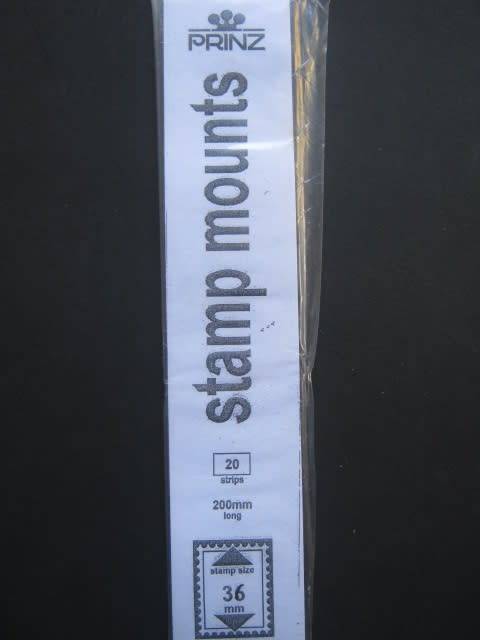 PRINZ
stamp mounts
20
strips
200mm
long
stamp size
36
mm